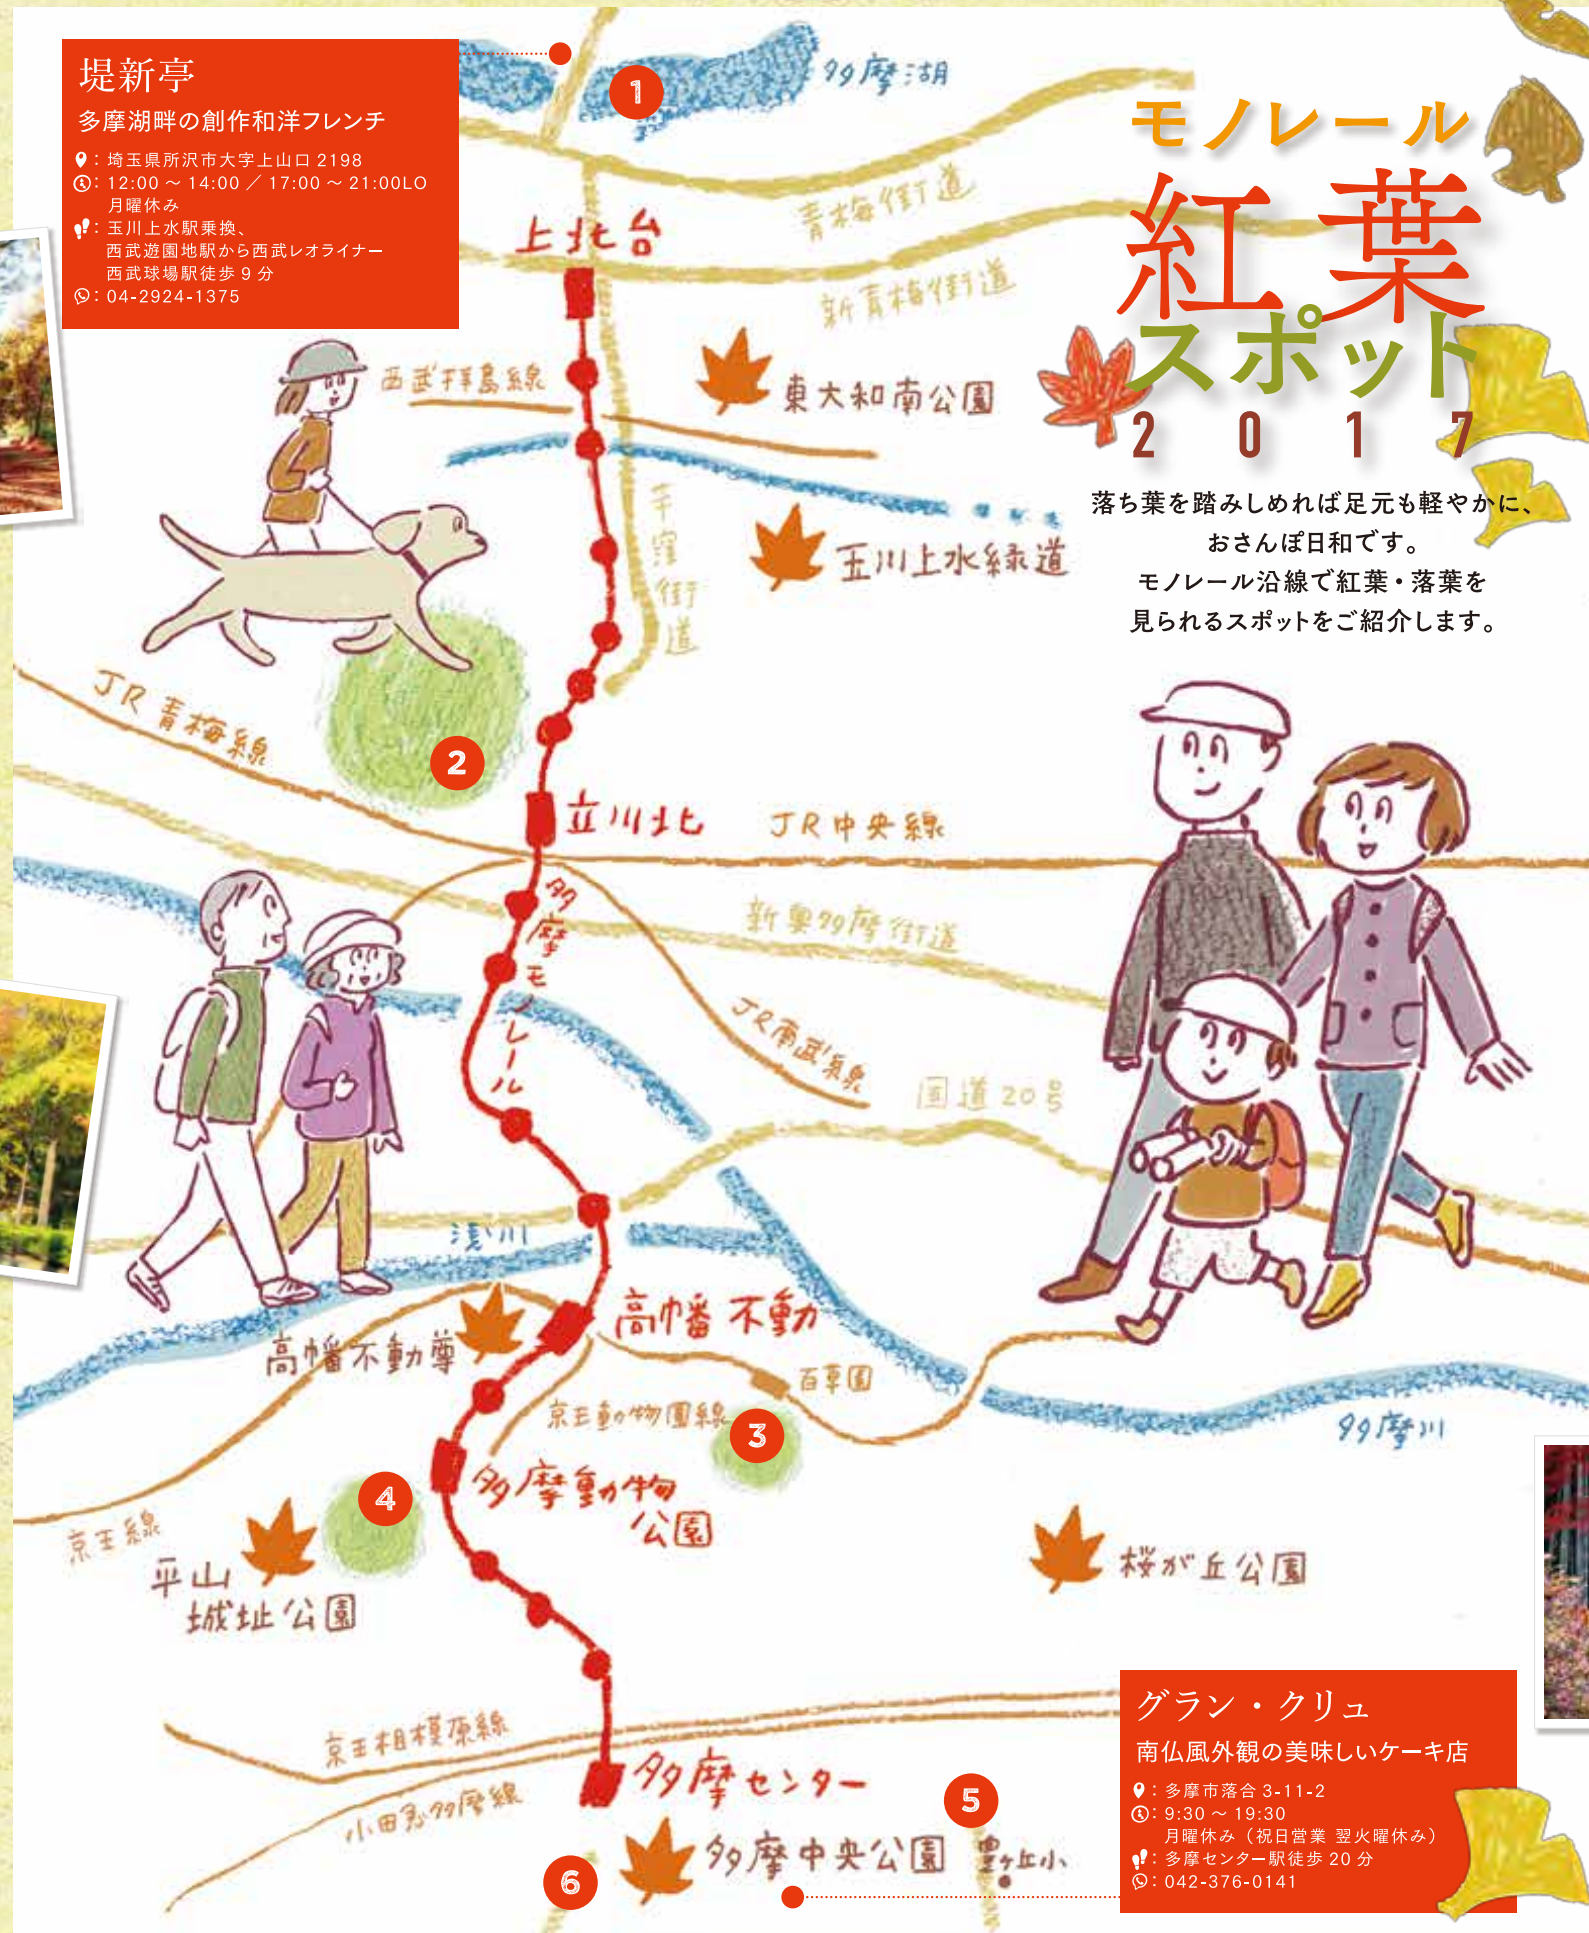 堤新亭
多摩湖畔の創作和洋フレンチ
：埼玉県所沢市大字上山口 2198
：12:00 〜 14:00 ／ 17:00 〜 21:00LO
月曜休み
：玉川上水駅乗換、
西武遊園地駅から西武レオライナー
西武球場駅徒歩 9 分
：04-2924-1375
1
多摩湖
モノレール
紅葉
スポット
2017
落ち葉を踏みしめれば足元も軽やかに、
おさんぽ日和です。
モノレール沿線で紅葉・落葉を
見られるスポットをご紹介します。
青梅街道
上北台
新青梅街道
西武拝島線
東大和南公園
芋窪街道
玉川上水緑道
JR青梅線
2
立川北
JR中央線
多摩モノレール
新奥多摩街道
JR南武線
国道20号
浅川
高幡不動
高幡不動尊
百草園
京王動物園線
3
多摩川
多摩動物
公園
4
京王線
平山
城址公園
桜が丘公園
京王相模原線
小田急多摩線
多摩センター
5
多摩中央公園
豊ヶ丘小
6
グラン・クリュ
南仏風外観の美味しいケーキ店
：多摩市落合 3-11-2
：9:30 〜 19:30
月曜休み（祝日営業 翌火曜休み）
：多摩センター駅徒歩 20 分
：042-376-0141